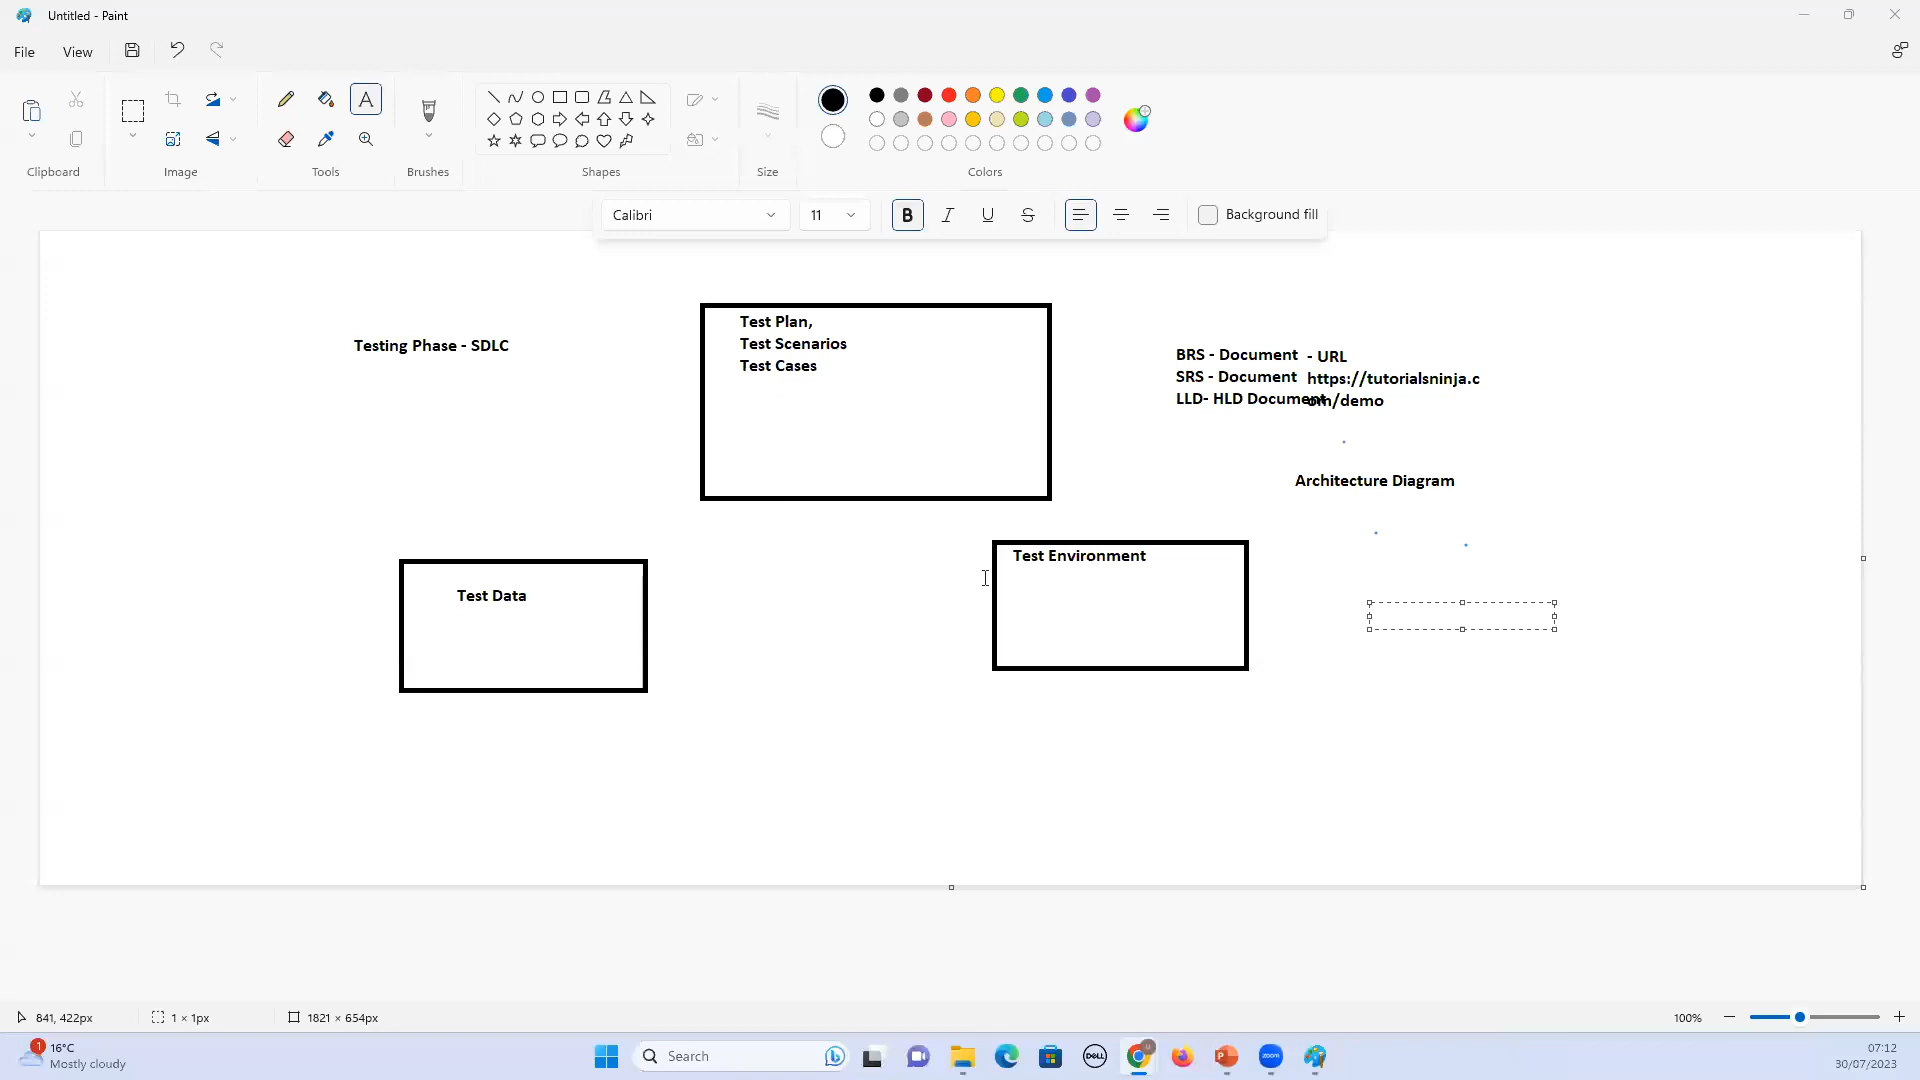 Untitled - Paint
File
View
Clipboard
Image
Tools
Brushes
Shapes
Size
Colors
Calibri
11
B
I
U
S
Background fill
Testing Phase - SDLC
Test Plan,
Test Scenarios
Test Cases
BRS - Document
SRS - Document
LLD- HLD Document
- URL
https://tutorialsninja.c
om/demo
Architecture Diagram
Test Data
Test Environment
841, 422px
1 × 1px
1821 × 654px
100%
1
16°C
Mostly cloudy
Search
DELL
zoom
07:12
30/07/2023